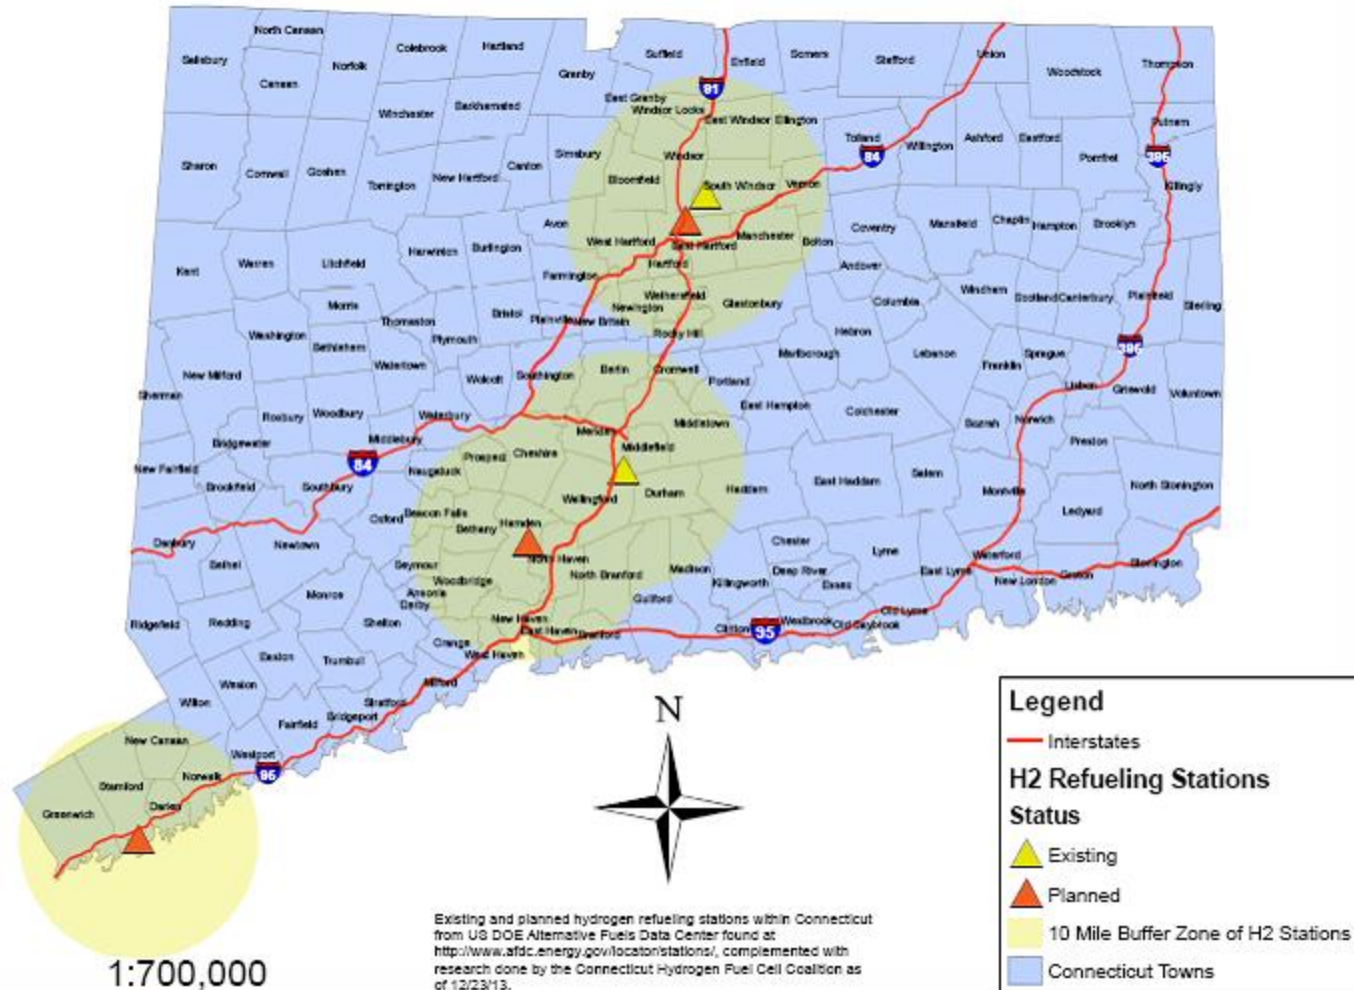 North Canaan
Colebrook
Hartland
Suffield
Enfield
Somers
Stafford
Union
Salisbury
Canaan
Norfolk
Granby
Woodstock
Thompson
91
East Granby
Windsor Locks
Winchester
Barkhamsted
East Windsor Ellington
Putnam
Tolland
84
Willington
Ashford
Eastford
Pomfret
395
Sharon
Cornwall
Goshen
Torrington
New Hartford
Canton
Simsbury
Windsor
Bloomfield
South Windsor
Vernon
Killingly
Avon
West Hartford
East Hartford
Manchester
Bolton
Coventry
Mansfield
Chaplin
Hampton
Brooklyn
Kent
Warren
Litchfield
Harwinton
Burlington
Farmington
Hartford
Andover
Morris
Thomaston
Bristol
Plainville
New Britain
Newington
Wethersfield
Glastonbury
Columbia
Windham
Scotland
Canterbury
Plainfield
Sterling
Washington
Bethlehem
Watertown
Plymouth
Rocky Hill
Hebron
395
New Milford
Wolcott
Southington
Berlin
Cromwell
Portland
Marlborough
Lebanon
Franklin
Sprague
Lisbon
Griswold
Voluntown
Sherman
Roxbury
Woodbury
Waterbury
East Hampton
Colchester
Bozrah
Norwich
Bridgewater
Middlebury
Meriden
Middletown
Middlefield
Preston
New Fairfield
Brookfield
84
Southbury
Naugatuck
Prospect
Cheshire
Wallingford
Durham
Haddam
East Haddam
Salem
Montville
North Stonington
Ledyard
Danbury
Newtown
Oxford
Beacon Falls
Bethany
Hamden
North Haven
Chester
Lyme
Waterford
Bethel
Seymour
Woodbridge
North Branford
Madison
Killingworth
Deep River
Essex
East Lyme
New London
Groton
Stonington
Monroe
Ansonia
Derby
Guilford
Ridgefield
Redding
Shelton
New Haven
East Haven
Branford
Clinton
95
Westbrook
Old Saybrook
Old Lyme
Easton
Trumbull
Orange
West Haven
Weston
Milford
Wilton
Stratford
Bridgeport
Fairfield
New Canaan
Westport
95
Norwalk
Stamford
Darien
Greenwich
N
Legend
Interstates
H2 Refueling Stations
Status
Existing
Planned
10 Mile Buffer Zone of H2 Stations
Connecticut Towns
Existing and planned hydrogen refueling stations within Connecticut
from US DOE Alternative Fuels Data Center found at
http://www.afdc.energy.gov/locator/stations/, complemented with
research done by the Connecticut Hydrogen Fuel Cell Coalition as
of 12/23/13.
1:700,000